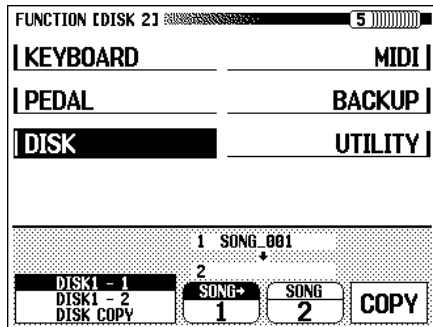 FUNCTION [DISK 2] 5
KEYBOARD MIDI
PEDAL BACKUP
DISK UTILITY
1 SONG_001
2
DISK1 - 1
DISK1 - 2
DISK COPY
SONG→ 1
SONG 2
COPY